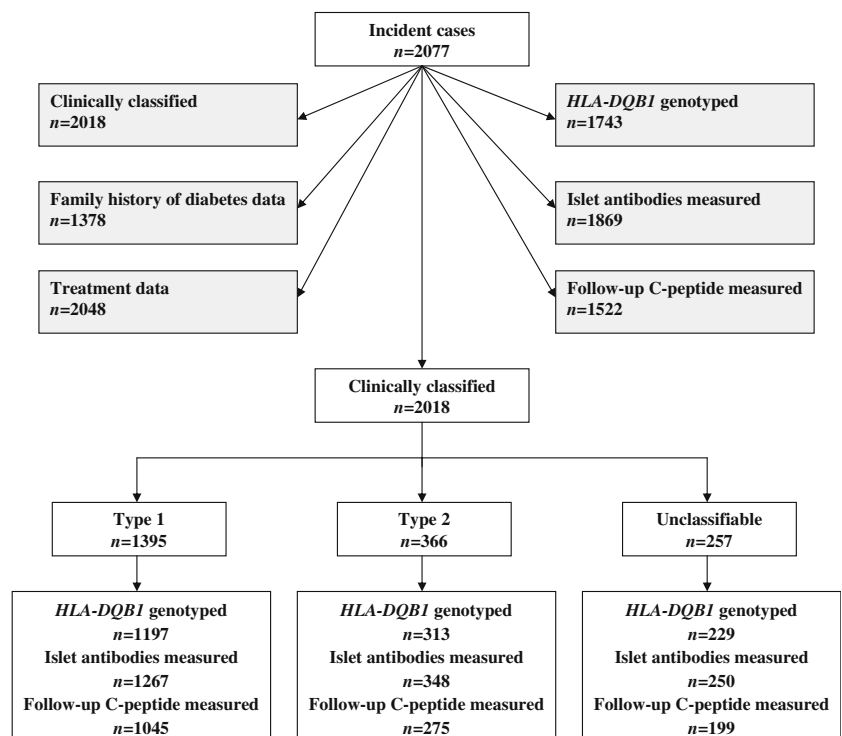 Incident cases
n=2077
Clinically classified
n=2018
HLA-DQB1 genotyped
n=1743
Family history of diabetes data
n=1378
Islet antibodies measured
n=1869
Treatment data
n=2048
Follow-up C-peptide measured
n=1522
Clinically classified
n=2018
Type 1
n=1395
Type 2
n=366
Unclassifiable
n=257
HLA-DQB1 genotyped
n=1197
Islet antibodies measured
n=1267
Follow-up C-peptide measured
n=1045
HLA-DQB1 genotyped
n=313
Islet antibodies measured
n=348
Follow-up C-peptide measured
n=275
HLA-DQB1 genotyped
n=229
Islet antibodies measured
n=250
Follow-up C-peptide measured
n=199